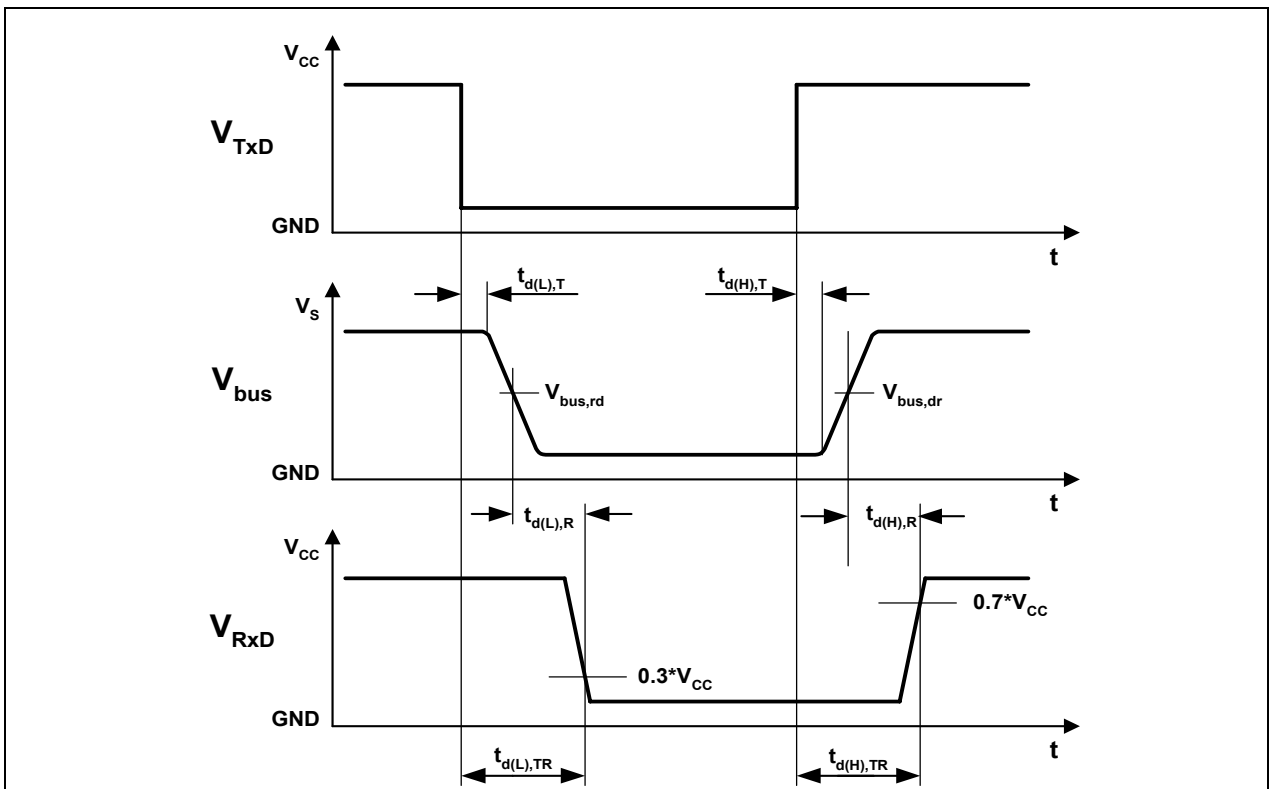 V_CC
V_TxD
GND
t
t_d(L),T
t_d(H),T
V_S
V_bus
V_bus,rd
V_bus,dr
GND
t
t_d(L),R
t_d(H),R
V_CC
V_RxD
0.7*V_CC
0.3*V_CC
GND
t
t_d(L),TR
t_d(H),TR